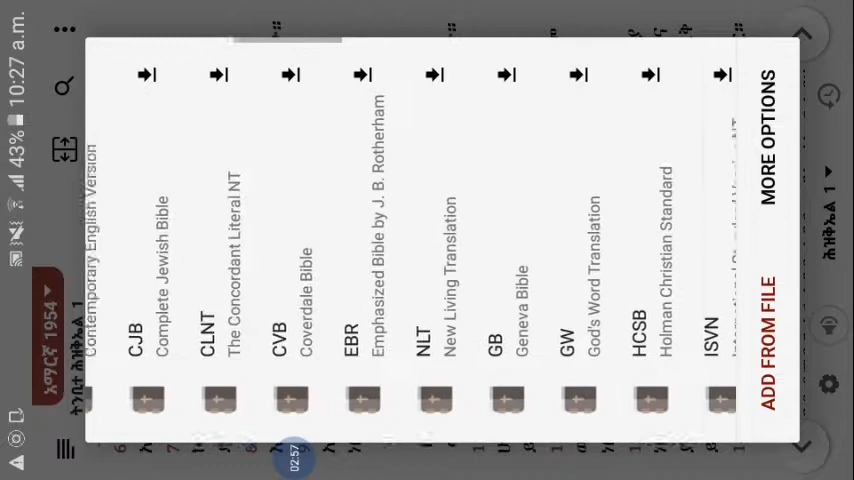 10:27 a.m.
43%
አማርኛ 1954
Contemporary English Version
CJB
Complete Jewish Bible
CLNT
The Concordant Literal NT
CVB
Coverdale Bible
EBR
Emphasized Bible by J. B. Rotherham
NLT
New Living Translation
GB
Geneva Bible
GW
God's Word Translation
HCSB
Holman Christian Standard
ISVN
ADD FROM FILE
MORE OPTIONS
ሕዝቅኤል 1
02:57